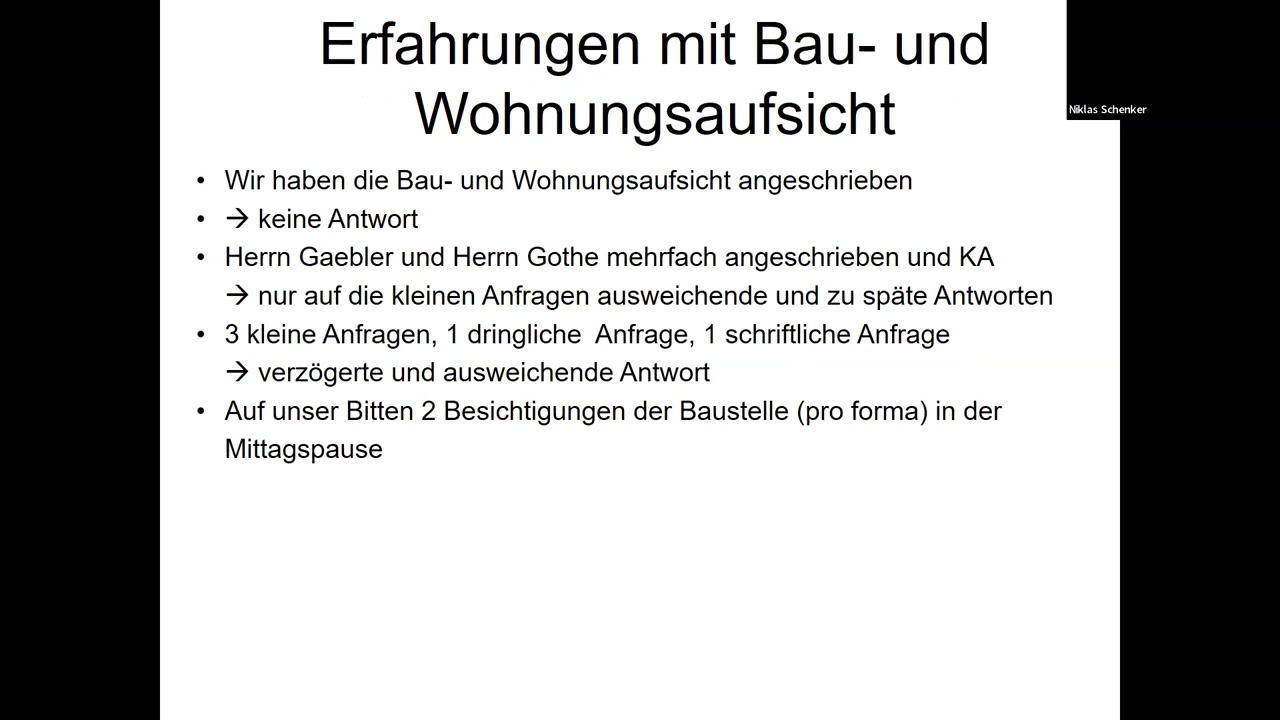 Erfahrungen mit Bau- und
Wohnungsaufsicht
Niklas Schenker
• Wir haben die Bau- und Wohnungsaufsicht angeschrieben
• → keine Antwort
• Herrn Gaebler und Herrn Gothe mehrfach angeschrieben und KA
→ nur auf die kleinen Anfragen ausweichende und zu späte Antworten
• 3 kleine Anfragen, 1 dringliche  Anfrage, 1 schriftliche Anfrage
→ verzögerte und ausweichende Antwort
• Auf unser Bitten 2 Besichtigungen der Baustelle (pro forma) in der
Mittagspause